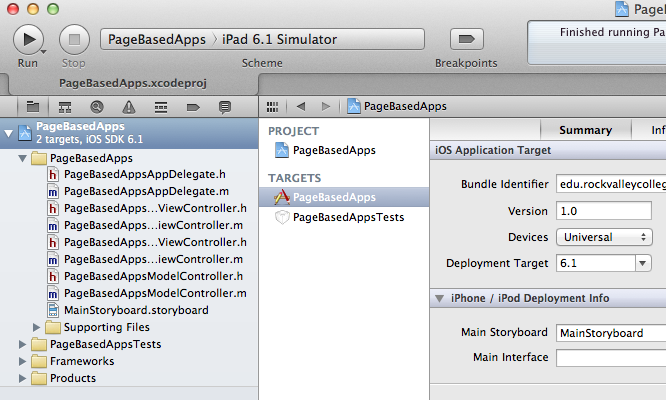 PageBa
Run
Stop
PageBasedApps
iPad 6.1 Simulator
Scheme
Breakpoints
Finished running Pa
PageBasedApps.xcodeproj
PageBasedApps
2 targets, iOS SDK 6.1
PageBasedApps
PageBasedAppsAppDelegate.h
PageBasedAppsAppDelegate.m
PageBasedApps…ViewController.h
PageBasedApps…iewController.m
PageBasedApps…ViewController.h
PageBasedApps…iewController.m
PageBasedAppsModelController.h
PageBasedAppsModelController.m
MainStoryboard.storyboard
Supporting Files
PageBasedAppsTests
Frameworks
Products
PageBasedApps
PROJECT
PageBasedApps
TARGETS
PageBasedApps
PageBasedAppsTests
Summary
Inf
iOS Application Target
Bundle Identifier
edu.rockvalleycolleg
Version
1.0
Devices
Universal
Deployment Target
6.1
iPhone / iPod Deployment Info
Main Storyboard
MainStoryboard
Main Interface